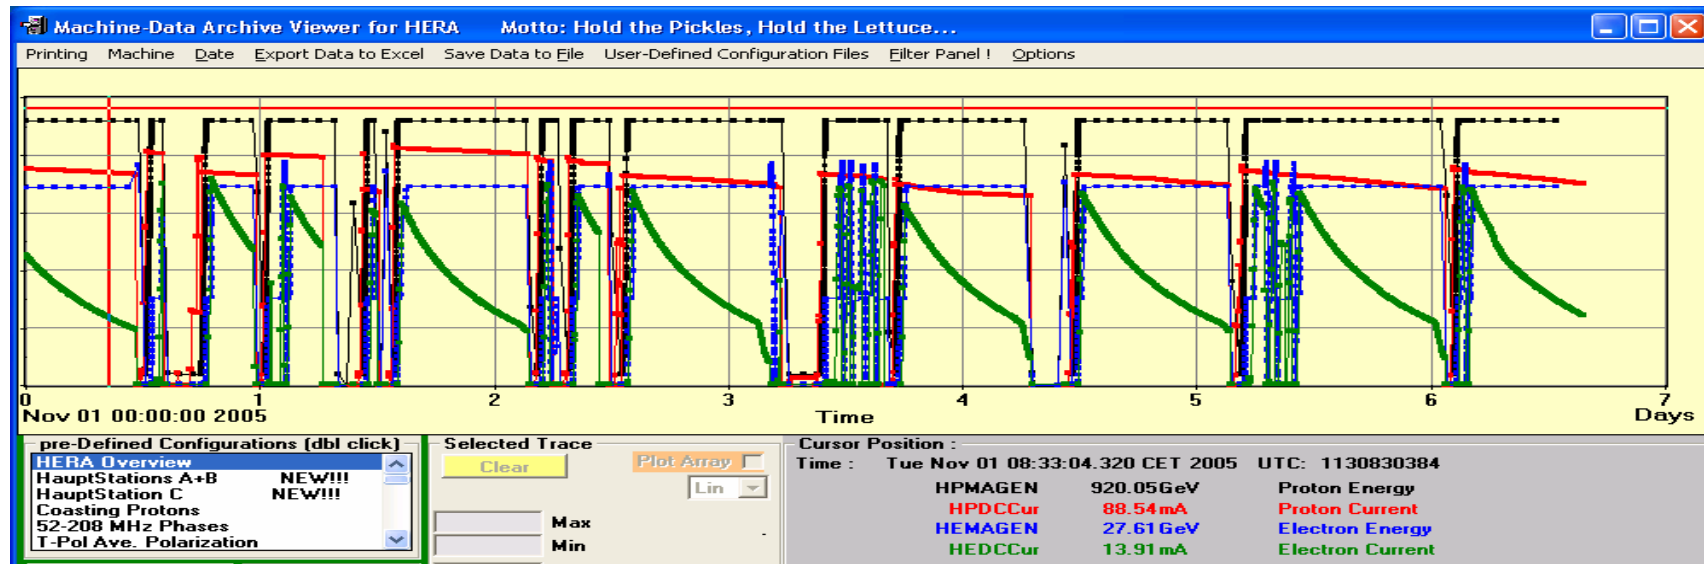 Machine-Data Archive Viewer for HERA Motto: Hold the Pickles, Hold the Lettuce...
Printing Machine Date Export Data to Excel Save Data to File User-Defined Configuration Files Filter Panel ! Options
0 1 2 3 4 5 6 7
Nov 01 00:00:00 2005 Time Days
pre-Defined Configurations (dbl click)
HERA Overview
HauptStations A+B NEW!!!
HauptStation C NEW!!!
Coasting Protons
52-208 MHz Phases
T-Pol Ave. Polarization
Selected Trace
Clear
Plot Array
Lin
Max
Min
Cursor Position :
Time : Tue Nov 01 08:33:04.320 CET 2005 UTC: 1130830384
HPMAGEN 920.05GeV Proton Energy
HPDCCur 88.54mA Proton Current
HEMAGEN 27.61GeV Electron Energy
HEDCCur 13.91mA Electron Current